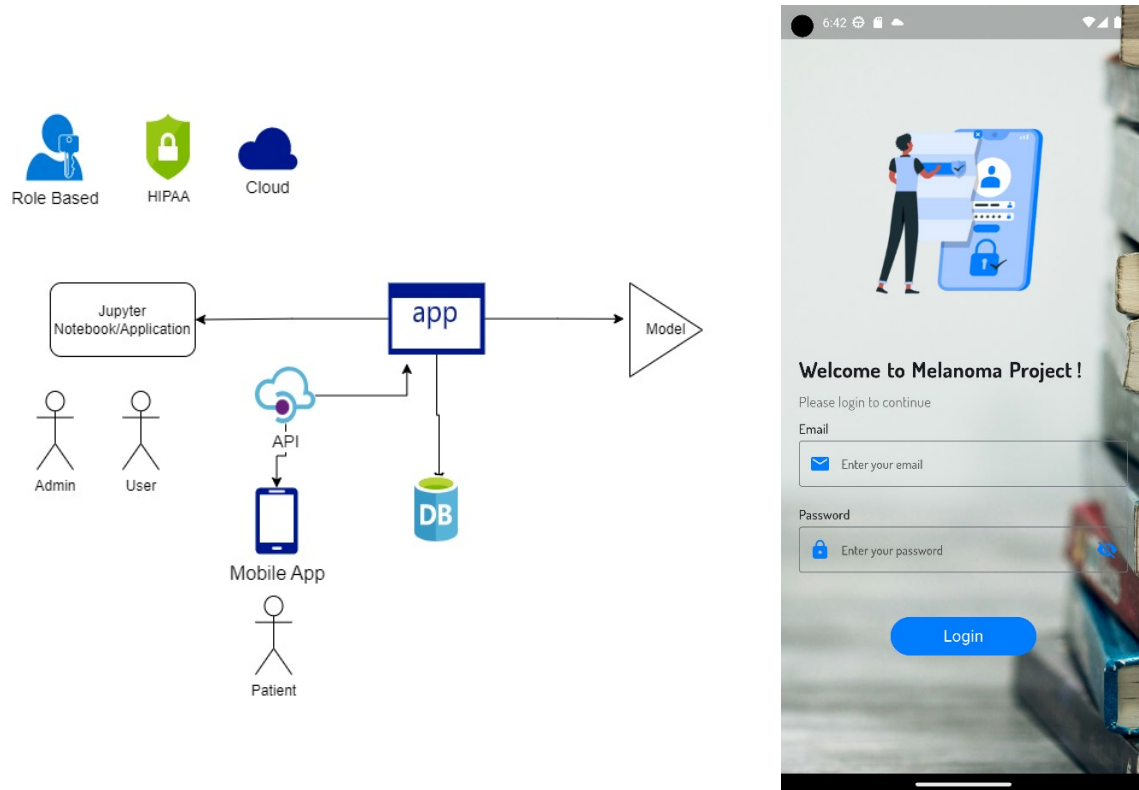 Role Based
HIPAA
Cloud
Jupyter
Notebook/Application
app
Model
API
Admin
User
DB
Mobile App
Patient
6:42
Welcome to Melanoma Project !
Please login to continue
Email
Enter your email
Password
Enter your password
Login